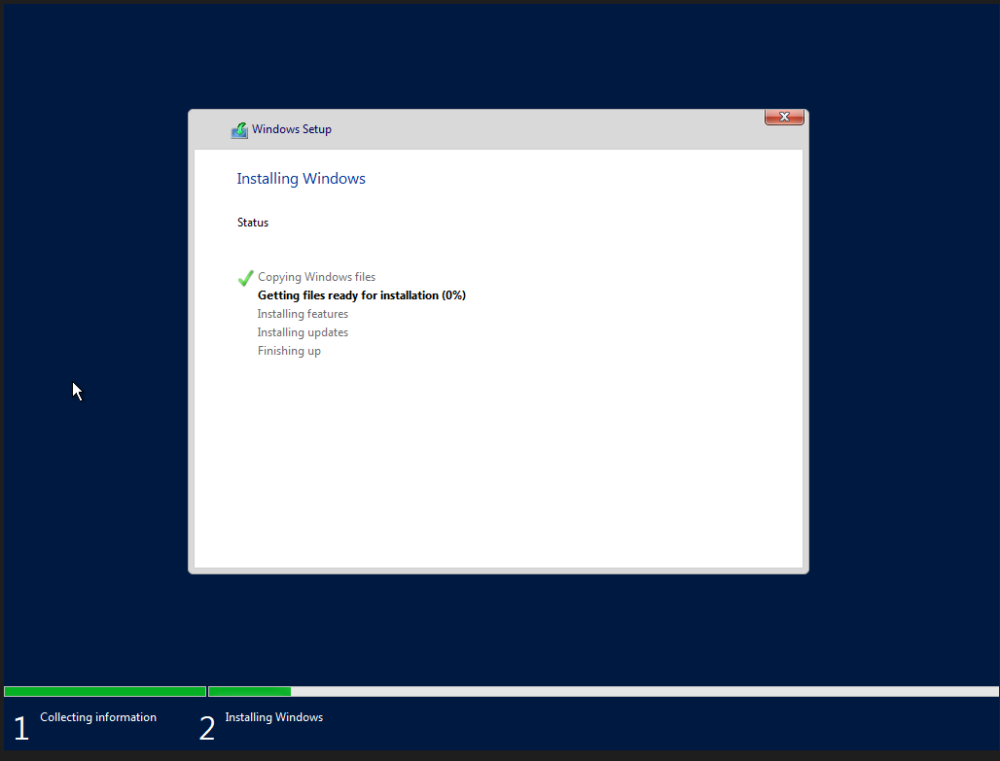 Windows Setup
Installing Windows
Status
Copying Windows files
Getting files ready for installation (0%)
Installing features
Installing updates
Finishing up
1 Collecting information
2 Installing Windows